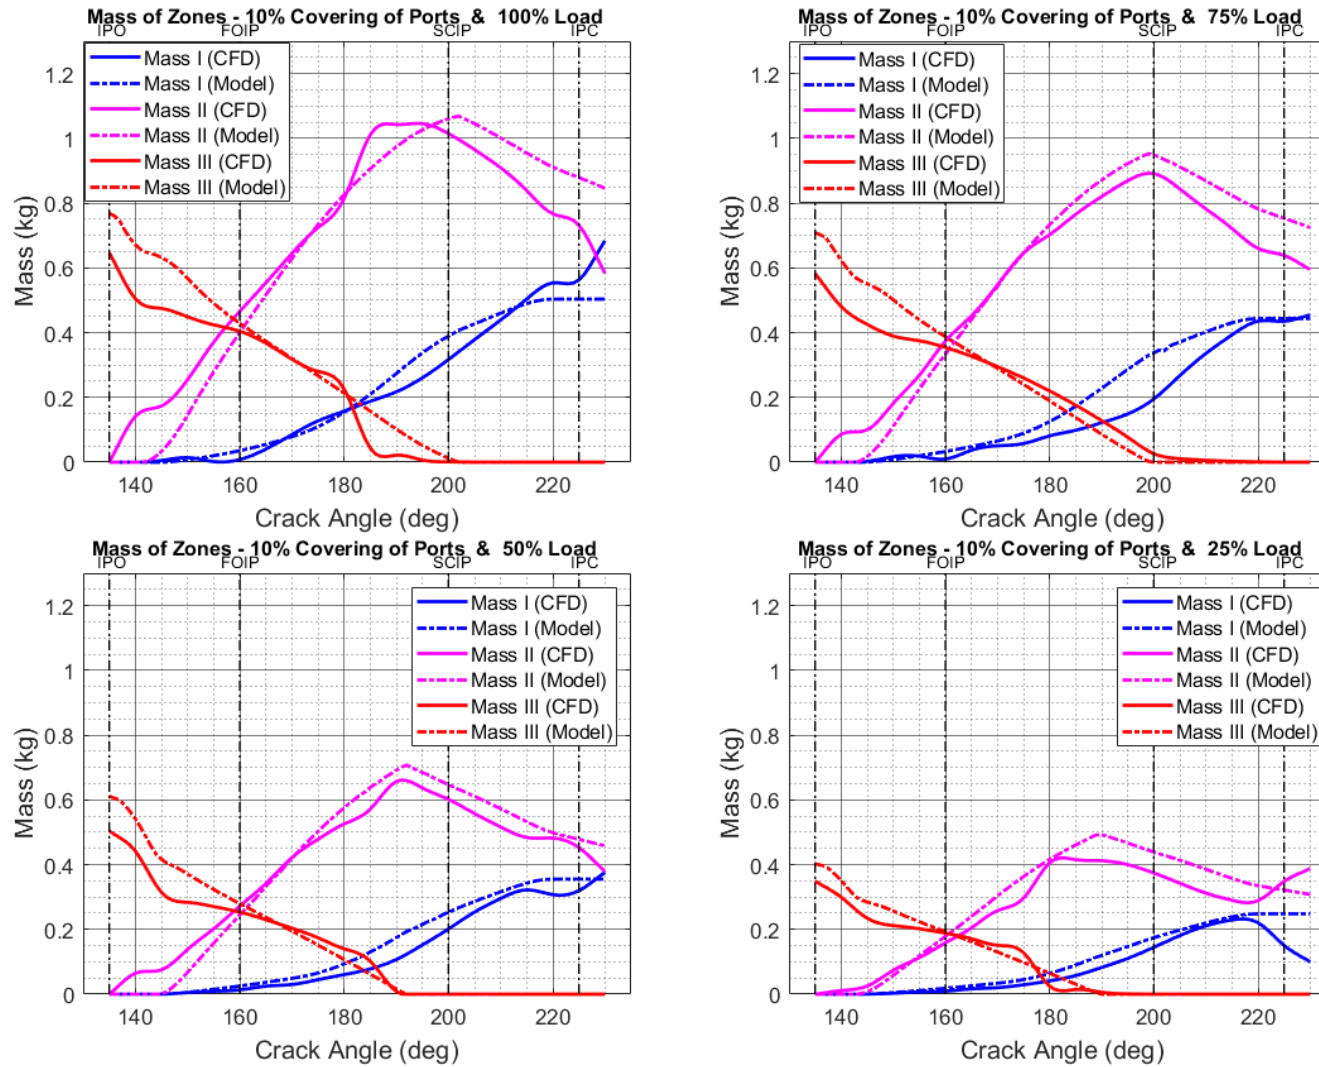 Mass of Zones - 10% Covering of Ports & 100% Load
IPO FOIP SCIP IPC
Mass I (CFD)
Mass I (Model)
Mass II (CFD)
Mass II (Model)
Mass III (CFD)
Mass III (Model)
Mass (kg)
1.2
1
0.8
0.6
0.4
0.2
0
140 160 180 200 220
Crack Angle (deg)
Mass of Zones - 10% Covering of Ports & 75% Load
IPO FOIP SCIP IPC
Mass I (CFD)
Mass I (Model)
Mass II (CFD)
Mass II (Model)
Mass III (CFD)
Mass III (Model)
Mass (kg)
1.2
1
0.8
0.6
0.4
0.2
0
140 160 180 200 220
Crack Angle (deg)
Mass of Zones - 10% Covering of Ports & 50% Load
IPO FOIP SCIP IPC
Mass I (CFD)
Mass I (Model)
Mass II (CFD)
Mass II (Model)
Mass III (CFD)
Mass III (Model)
Mass (kg)
1.2
1
0.8
0.6
0.4
0.2
0
140 160 180 200 220
Crack Angle (deg)
Mass of Zones - 10% Covering of Ports & 25% Load
IPO FOIP SCIP IPC
Mass I (CFD)
Mass I (Model)
Mass II (CFD)
Mass II (Model)
Mass III (CFD)
Mass III (Model)
Mass (kg)
1.2
1
0.8
0.6
0.4
0.2
0
140 160 180 200 220
Crack Angle (deg)